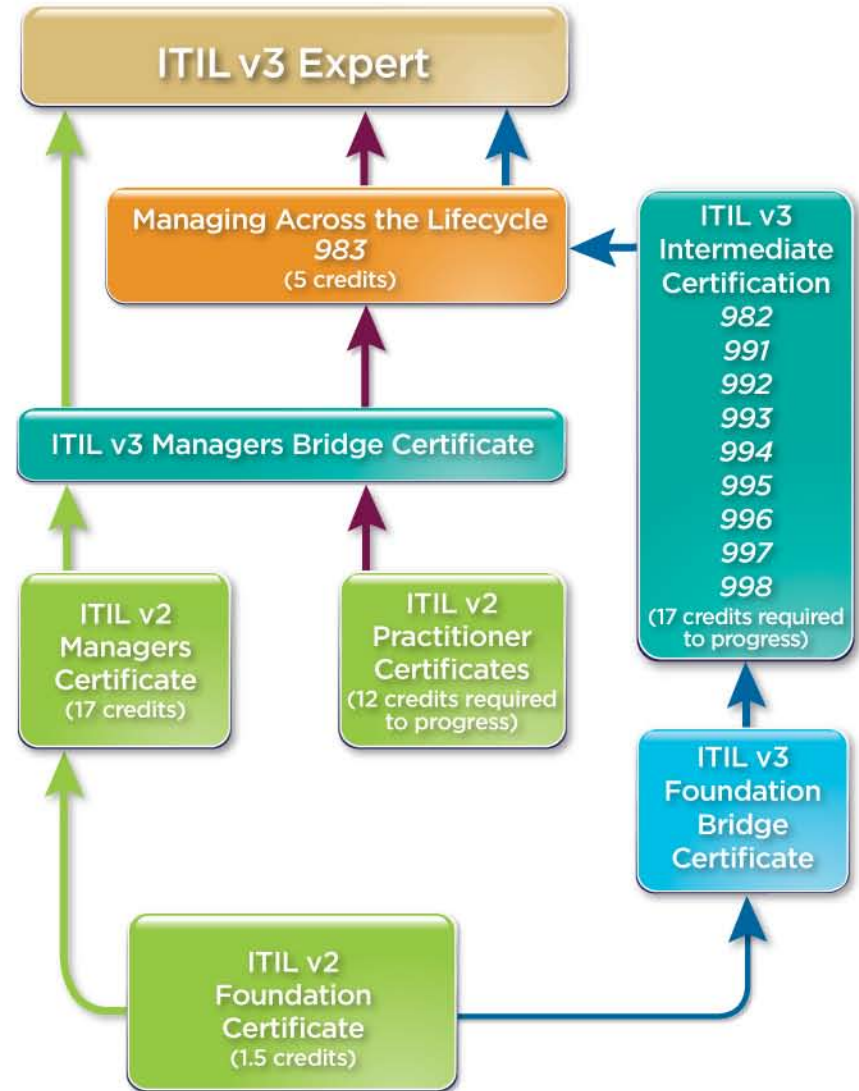 ITIL v3 Expert
Managing Across the Lifecycle
983
(5 credits)
ITIL v3
Intermediate
Certification
982
991
992
993
994
995
996
997
998
(17 credits required
to progress)
ITIL v3 Managers Bridge Certificate
ITIL v2
Managers
Certificate
(17 credits)
ITIL v2
Practitioner
Certificates
(12 credits required
to progress)
ITIL v3
Foundation
Bridge
Certificate
ITIL v2
Foundation
Certificate
(1.5 credits)